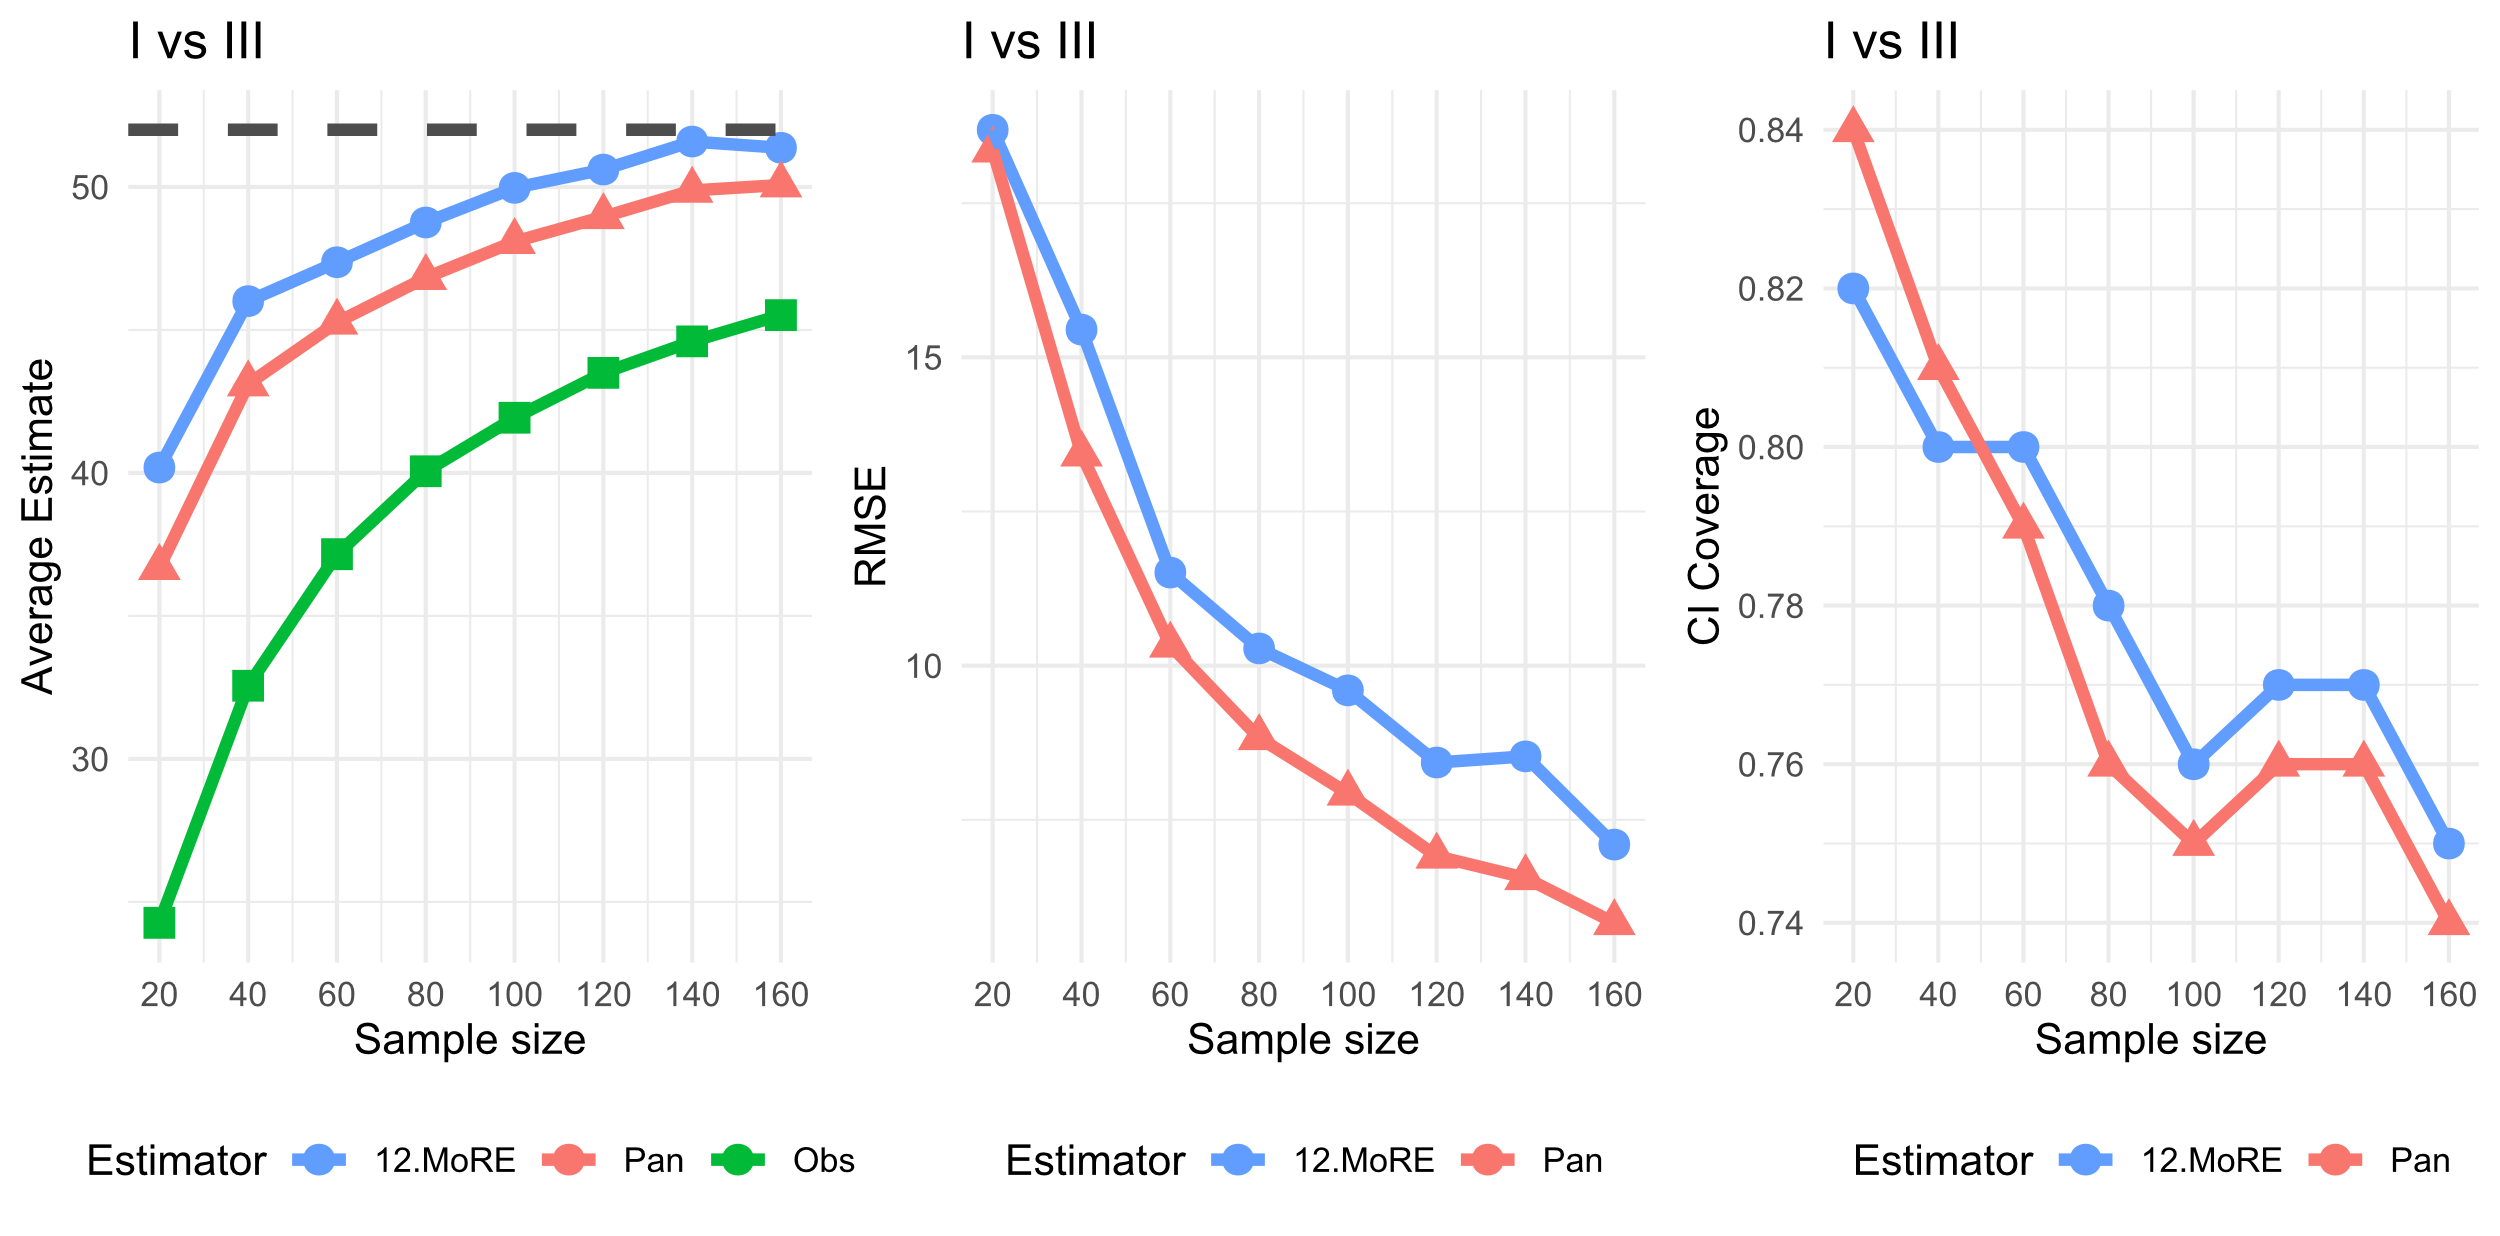 I vs III
Average Estimate
50
40
30
20 40 60 80 100 120 140 160
Sample size
Estimator 12.MoRE Pan Obs
I vs III
RMSE
15
10
20 40 60 80 100 120 140 160
Sample size
Estimator 12.MoRE Pan
I vs III
CI Coverage
0.84
0.82
0.80
0.78
0.76
0.74
20 40 60 80 100 120 140 160
Sample size
Estimator 12.MoRE Pan